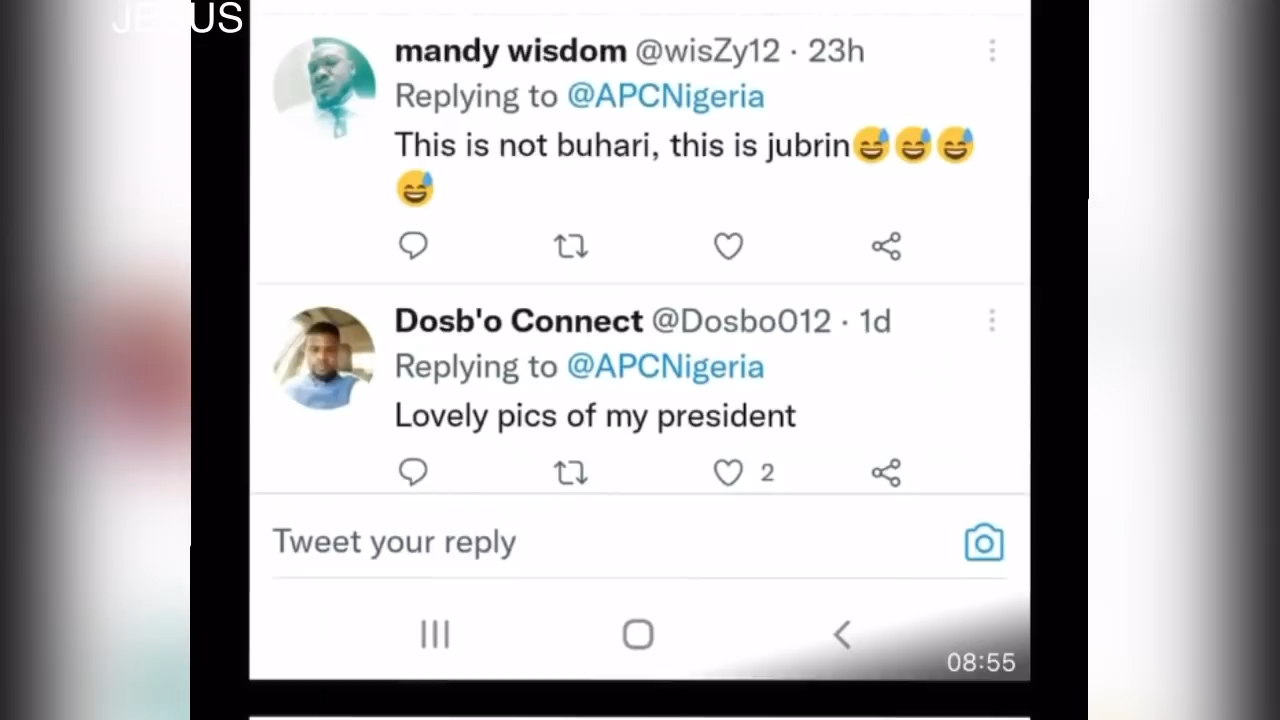 JESUS
mandy wisdom @wisZy12 · 23h
Replying to @APCNigeria
This is not buhari, this is jubrin😅😅😅
😅
Dosb'o Connect @Dosbo012 · 1d
Replying to @APCNigeria
Lovely pics of my president
2
Tweet your reply
08:55